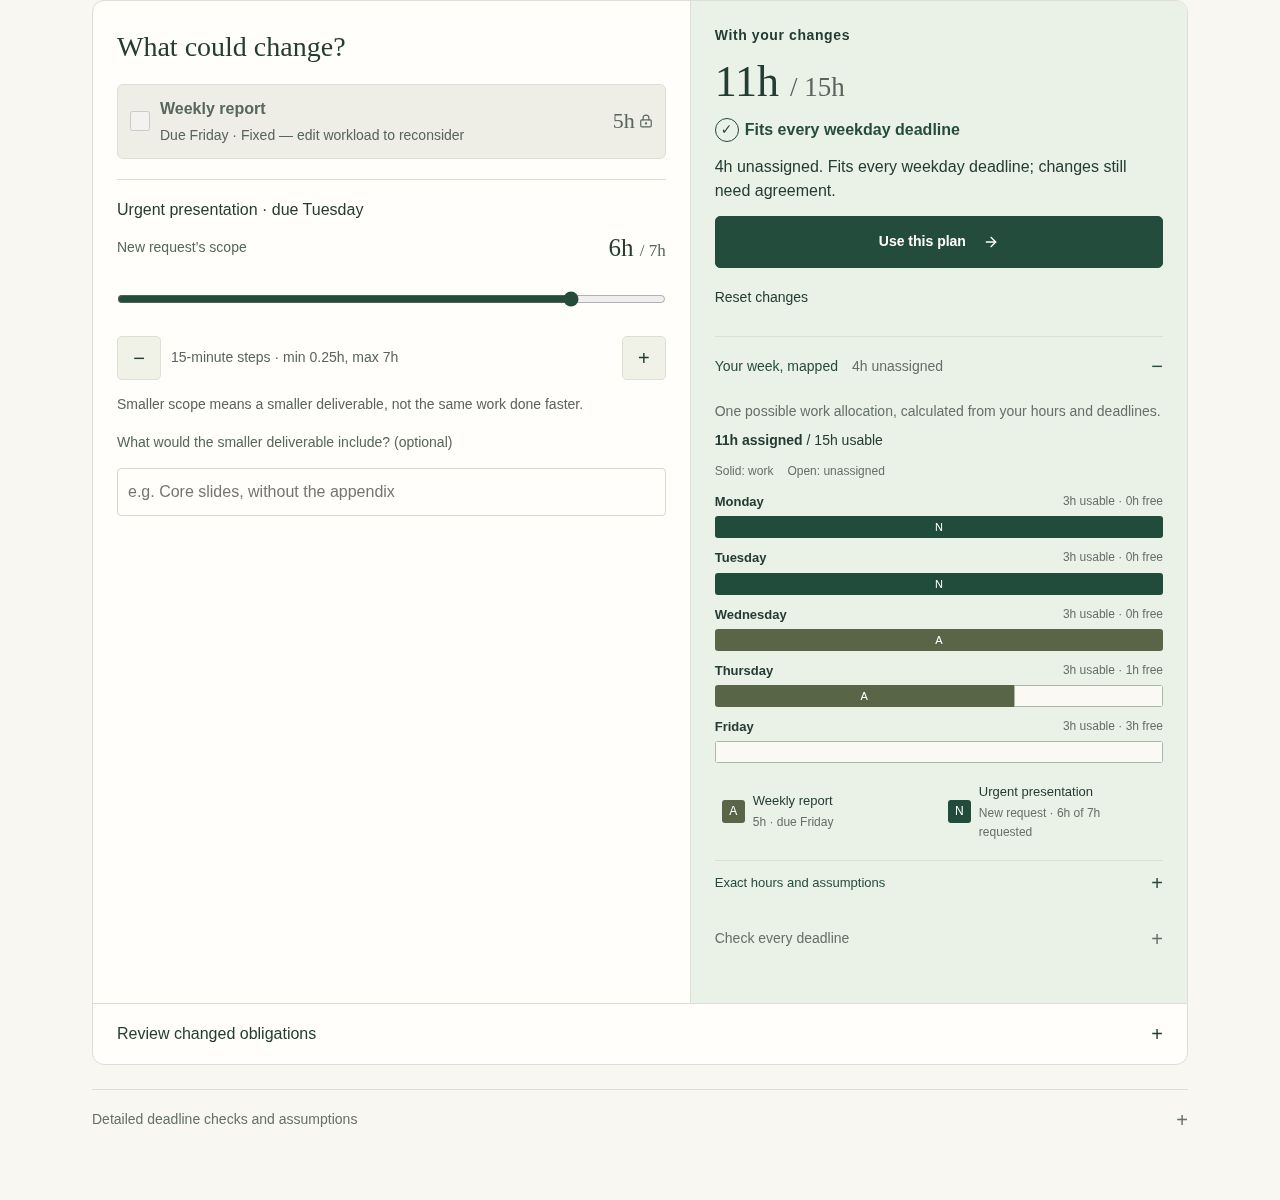 What could change?
Weekly report
Due Friday · Fixed — edit workload to reconsider
5h
Urgent presentation · due Tuesday
New request's scope
6h / 7h
−
15-minute steps · min 0.25h, max 7h
+
Smaller scope means a smaller deliverable, not the same work done faster.
What would the smaller deliverable include? (optional)
e.g. Core slides, without the appendix
With your changes
11h / 15h
✓ Fits every weekday deadline
4h unassigned. Fits every weekday deadline; changes still
need agreement.
Use this plan →
Reset changes
Your week, mapped 4h unassigned −
One possible work allocation, calculated from your hours and deadlines.
11h assigned / 15h usable
Solid: work Open: unassigned
Monday 3h usable · 0h free
N
Tuesday 3h usable · 0h free
N
Wednesday 3h usable · 0h free
A
Thursday 3h usable · 1h free
A
Friday 3h usable · 3h free
A Weekly report
5h · due Friday
N Urgent presentation
New request · 6h of 7h
requested
Exact hours and assumptions +
Check every deadline +
Review changed obligations +
Detailed deadline checks and assumptions +